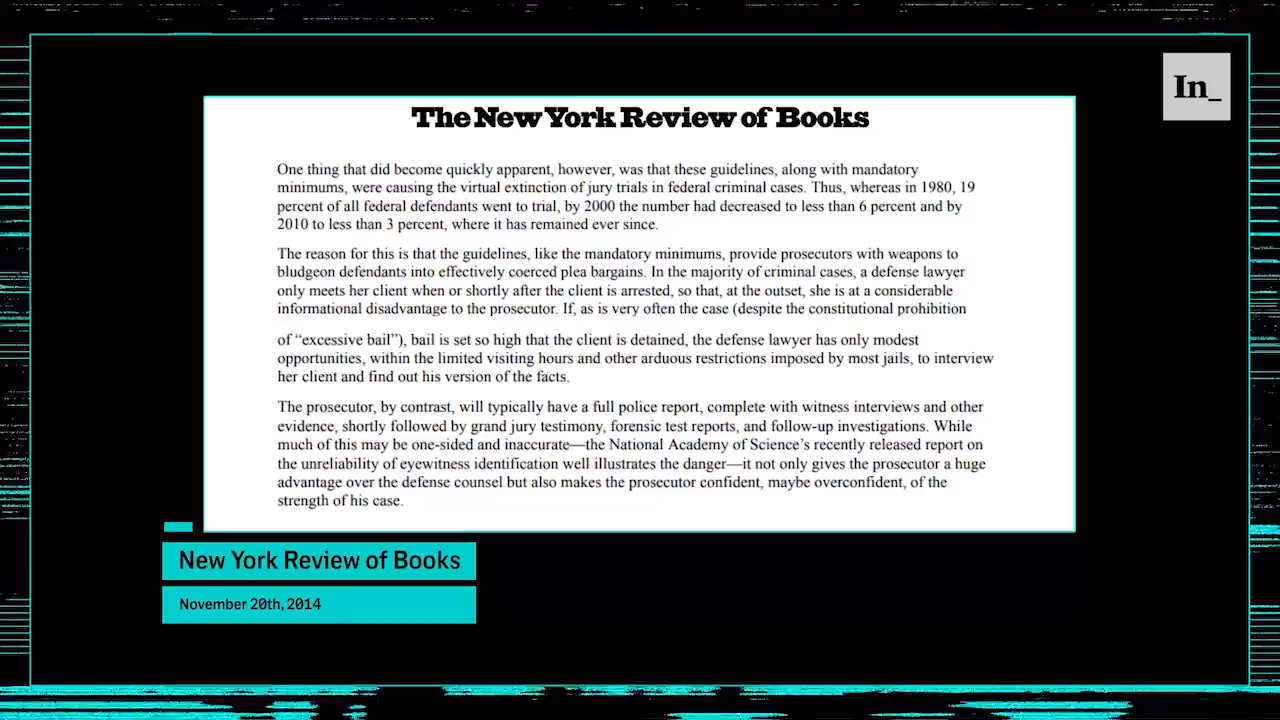 In_
The New York Review of Books
One thing that did become quickly apparent, however, was that these guidelines, along with mandatory
minimums, were causing the virtual extinction of jury trials in federal criminal cases. Thus, whereas in 1980, 19
percent of all federal defendants went to trial, by 2000 the number had decreased to less than 6 percent and by
2010 to less than 3 percent, where it has remained ever since.
The reason for this is that the guidelines, like the mandatory minimums, provide prosecutors with weapons to
bludgeon defendants into effectively coerced plea bargains. In the majority of criminal cases, a defense lawyer
only meets her client when or shortly after the client is arrested, so that, at the outset, she is at a considerable
informational disadvantage to the prosecutor. If, as is very often the case (despite the constitutional prohibition
of “excessive bail”), bail is set so high that the client is detained, the defense lawyer has only modest
opportunities, within the limited visiting hours and other arduous restrictions imposed by most jails, to interview
her client and find out his version of the facts.
The prosecutor, by contrast, will typically have a full police report, complete with witness interviews and other
evidence, shortly followed by grand jury testimony, forensic test reports, and follow-up investigations. While
much of this may be one-sided and inaccurate—the National Academy of Science’s recently released report on
the unreliability of eyewitness identification well illustrates the danger—it not only gives the prosecutor a huge
advantage over the defense counsel but also makes the prosecutor confident, maybe overconfident, of the
strength of his case.
New York Review of Books
November 20th, 2014